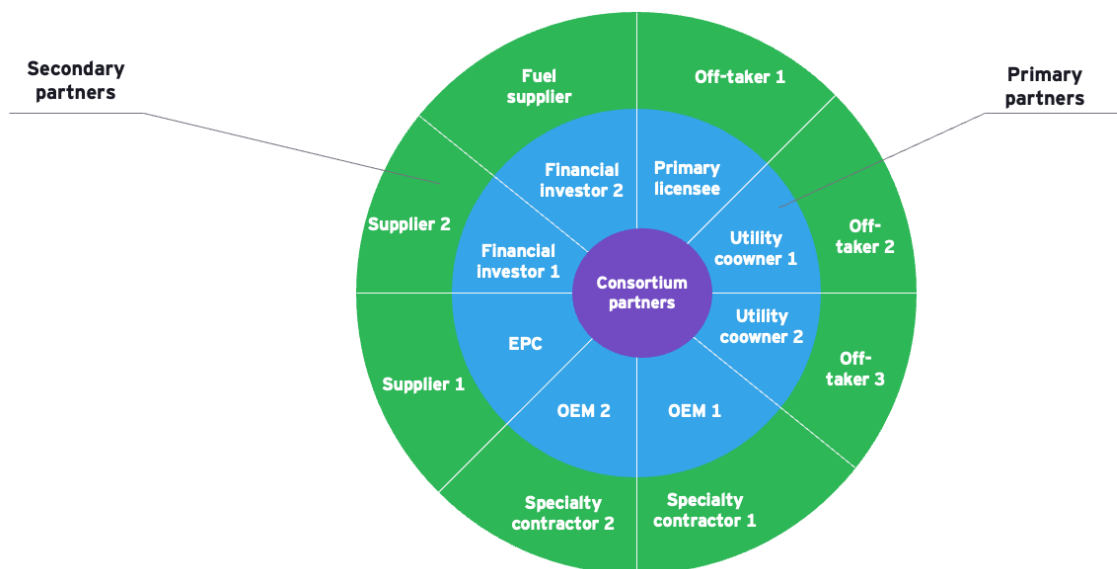 Secondary
partners
Primary
partners
Fuel
supplier
Off-taker 1
Supplier 2
Off-
taker 2
Supplier 1
Off-
taker 3
Specialty
contractor 2
Specialty
contractor 1
Financial
investor 2
Primary
licensee
Financial
investor 1
Utility
coowner 1
EPC
Utility
coowner 2
OEM 2
OEM 1
Consortium
partners